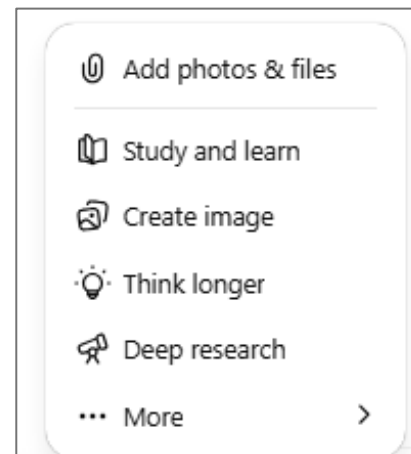 Add photos & files
Study and learn
Create image
Think longer
Deep research
More